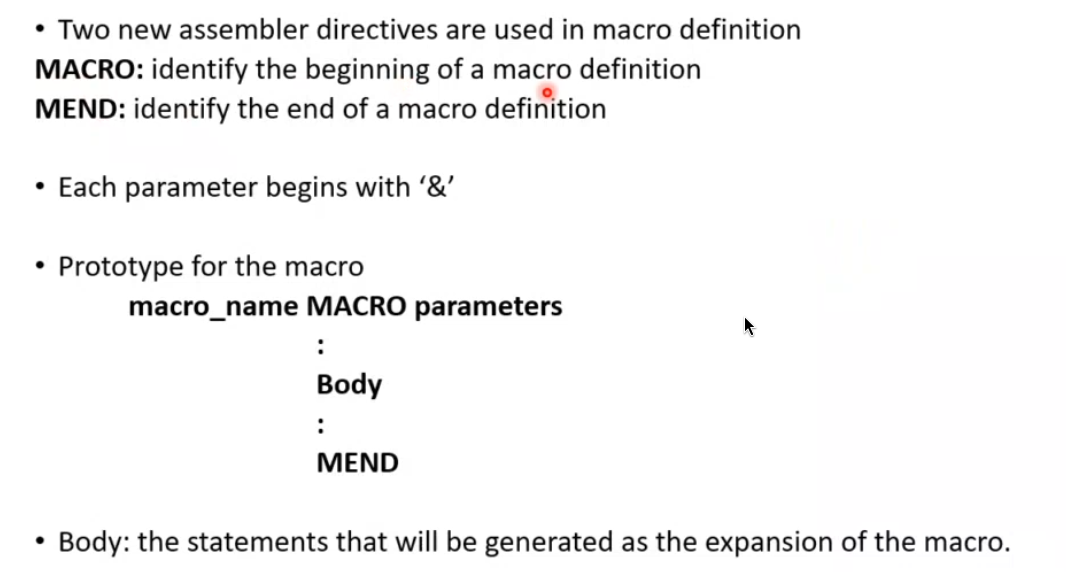 • Two new assembler directives are used in macro definition
MACRO: identify the beginning of a macro definition
MEND: identify the end of a macro definition
• Each parameter begins with ‘&’
• Prototype for the macro
macro_name MACRO parameters
:
Body
:
MEND
• Body: the statements that will be generated as the expansion of the macro.